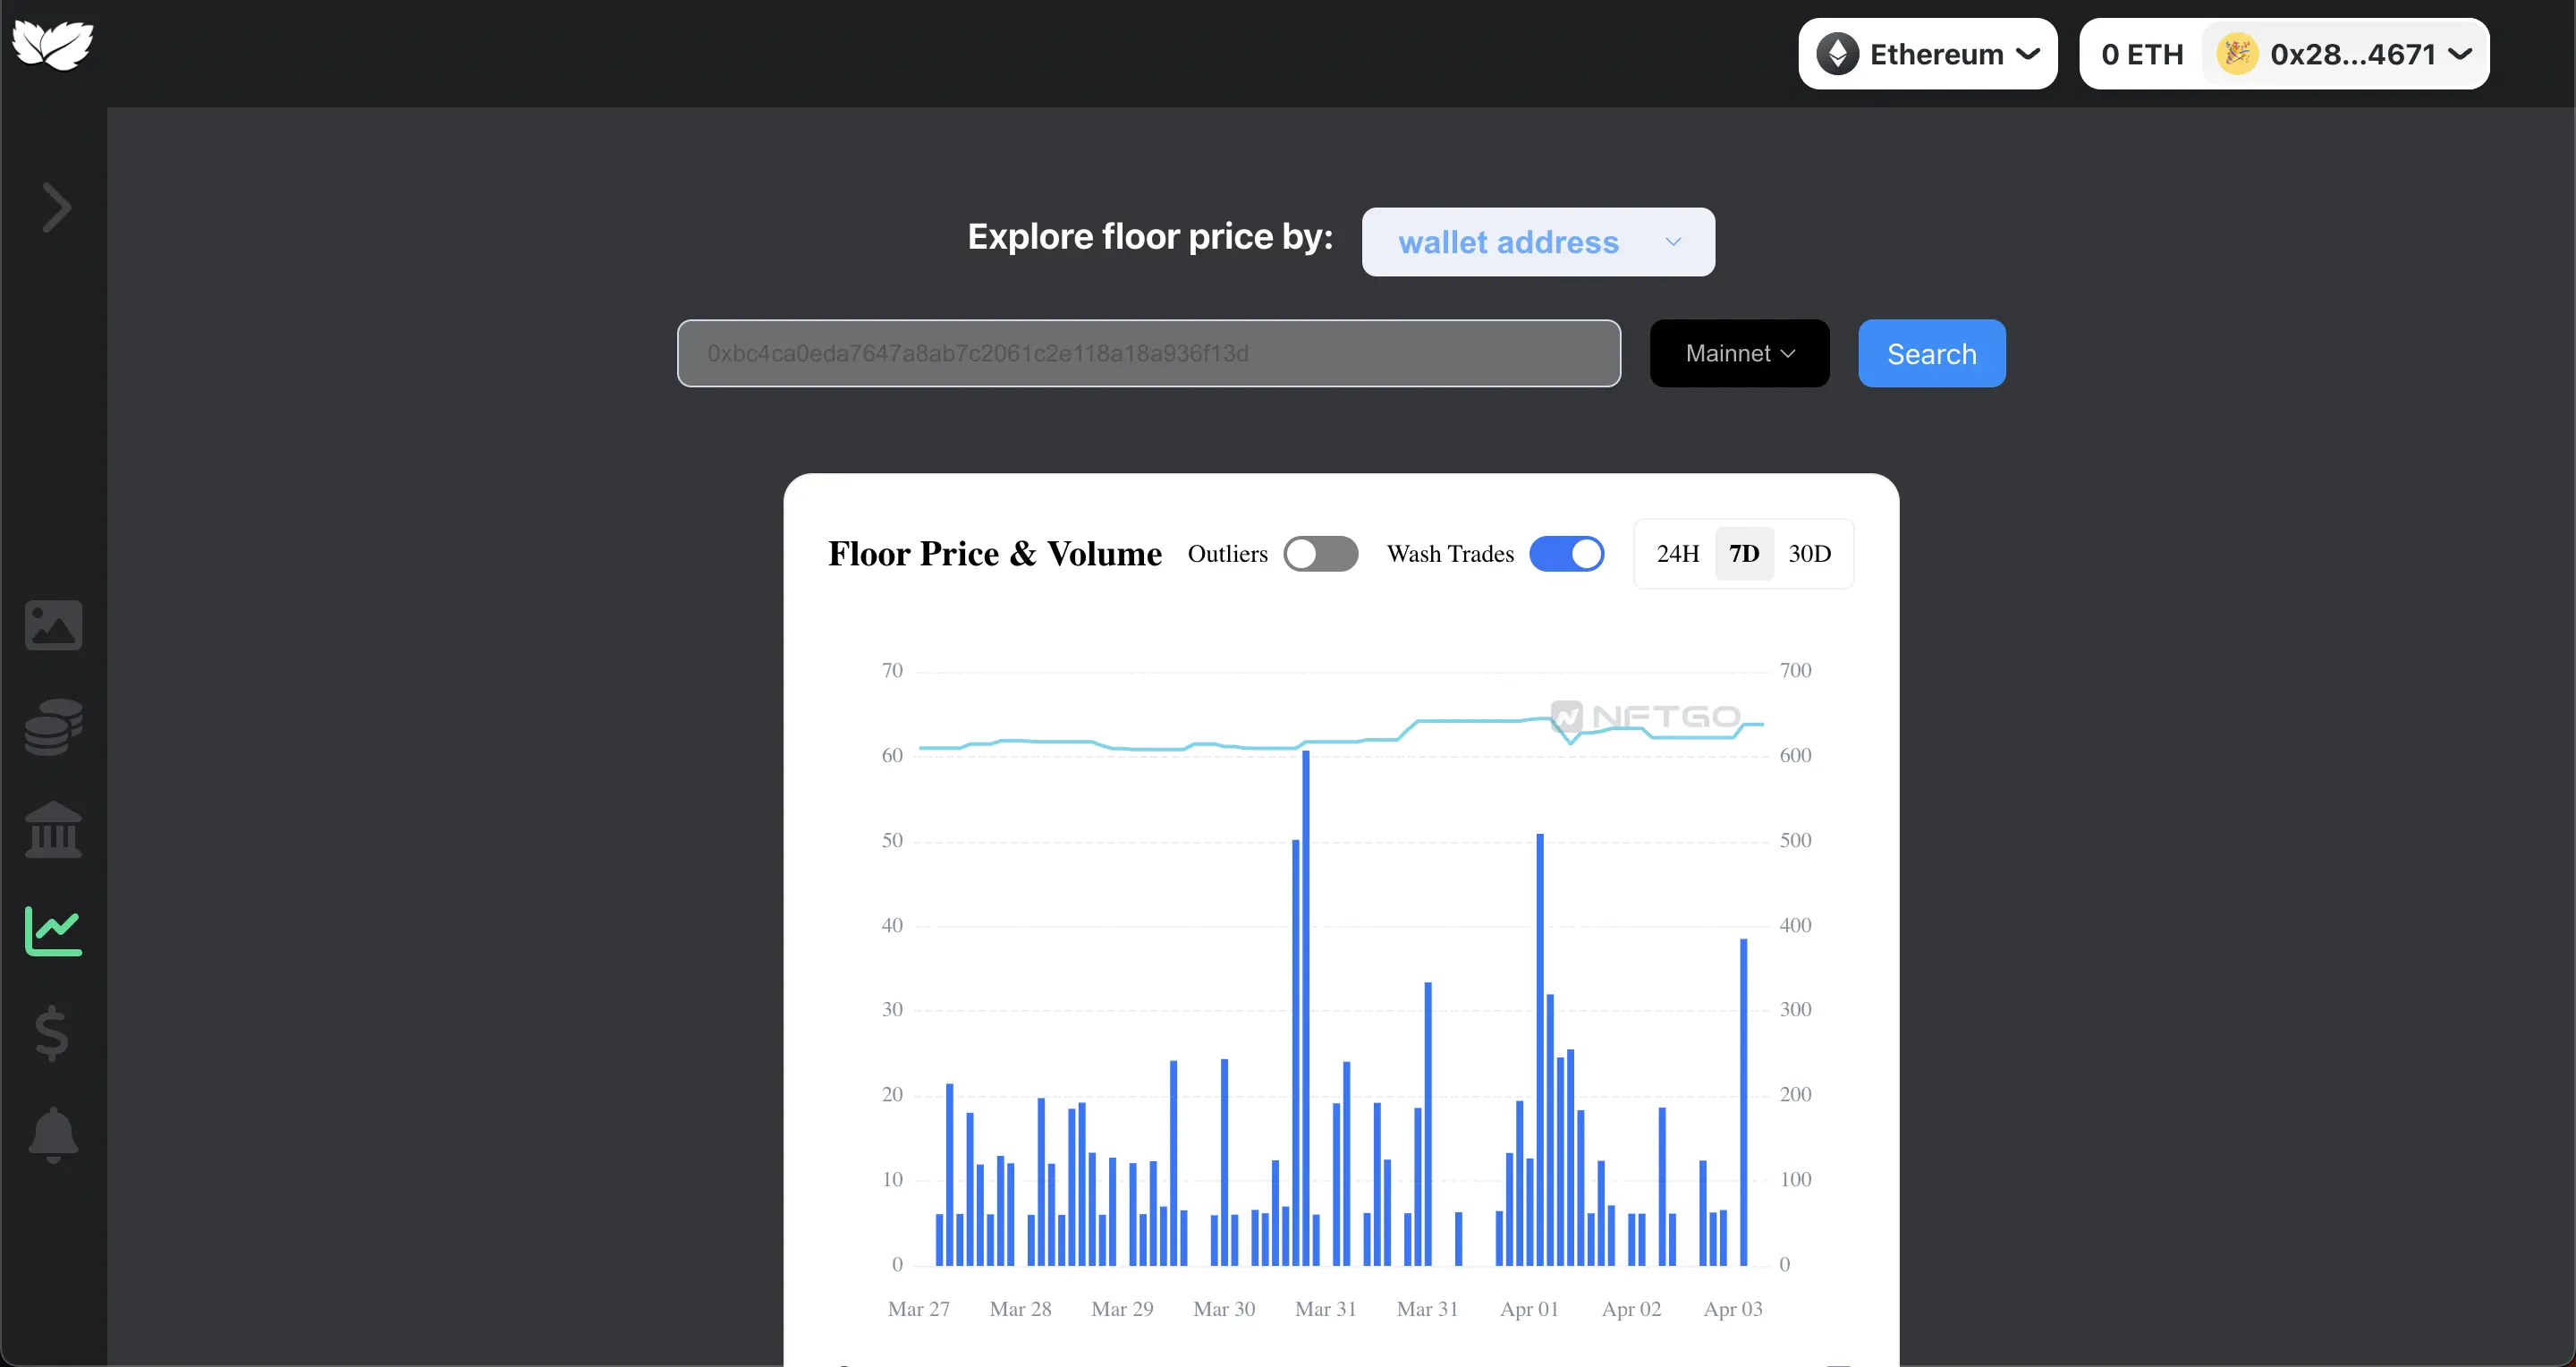 Ethereum
0 ETH 0x28...4671
Explore floor price by: wallet address
0xbc4ca0eda7647a8ab7c2061c2e118a18a936f13d Mainnet Search
Floor Price & Volume Outliers Wash Trades 24H 7D 30D
NFTGO
70 700
60 600
50 500
40 400
30 300
20 200
10 100
0 0
Mar 27 Mar 28 Mar 29 Mar 30 Mar 31 Mar 31 Apr 01 Apr 02 Apr 03